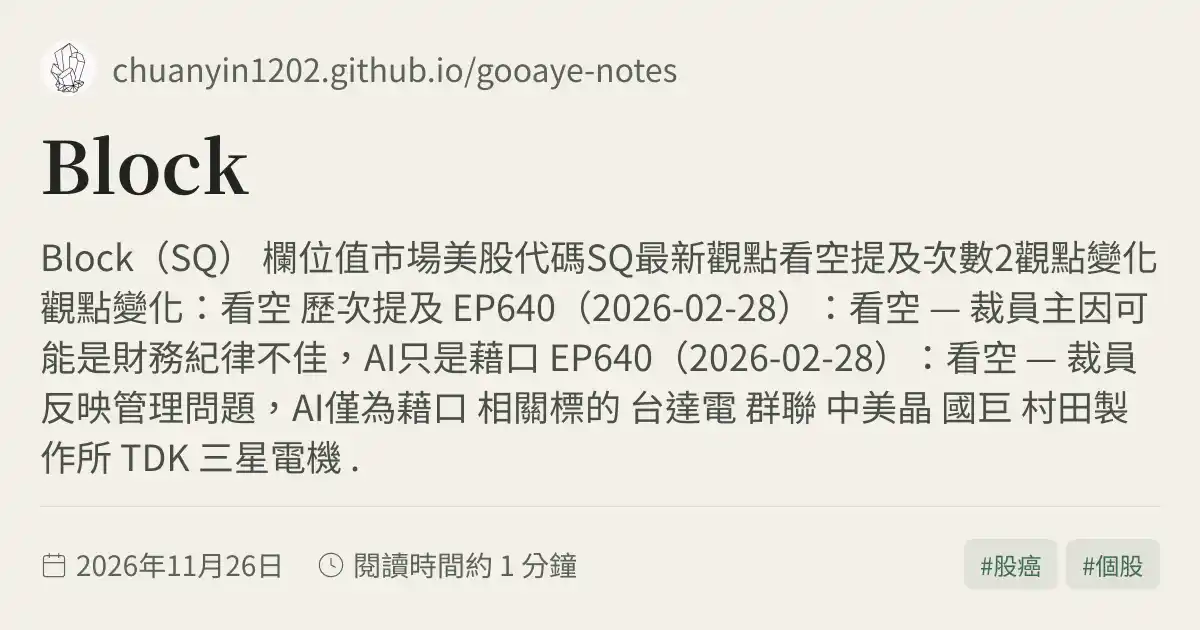 chuanyin1202.github.io/gooaye-notes
Block
Block（SQ） 欄位值市場美股代碼SQ最新觀點看空提及次數2觀點變化
觀點變化：看空 歷次提及 EP640（2026-02-28）：看空 — 裁員主因可
能是財務紀律不佳，AI只是藉口 EP640（2026-02-28）：看空 — 裁員
反映管理問題，AI僅為藉口 相關標的 台達電 群聯 中美晶 國巨 村田製
作所 TDK 三星電機 .
2026年11月26日
閱讀時間約 1 分鐘
#股癌
#個股